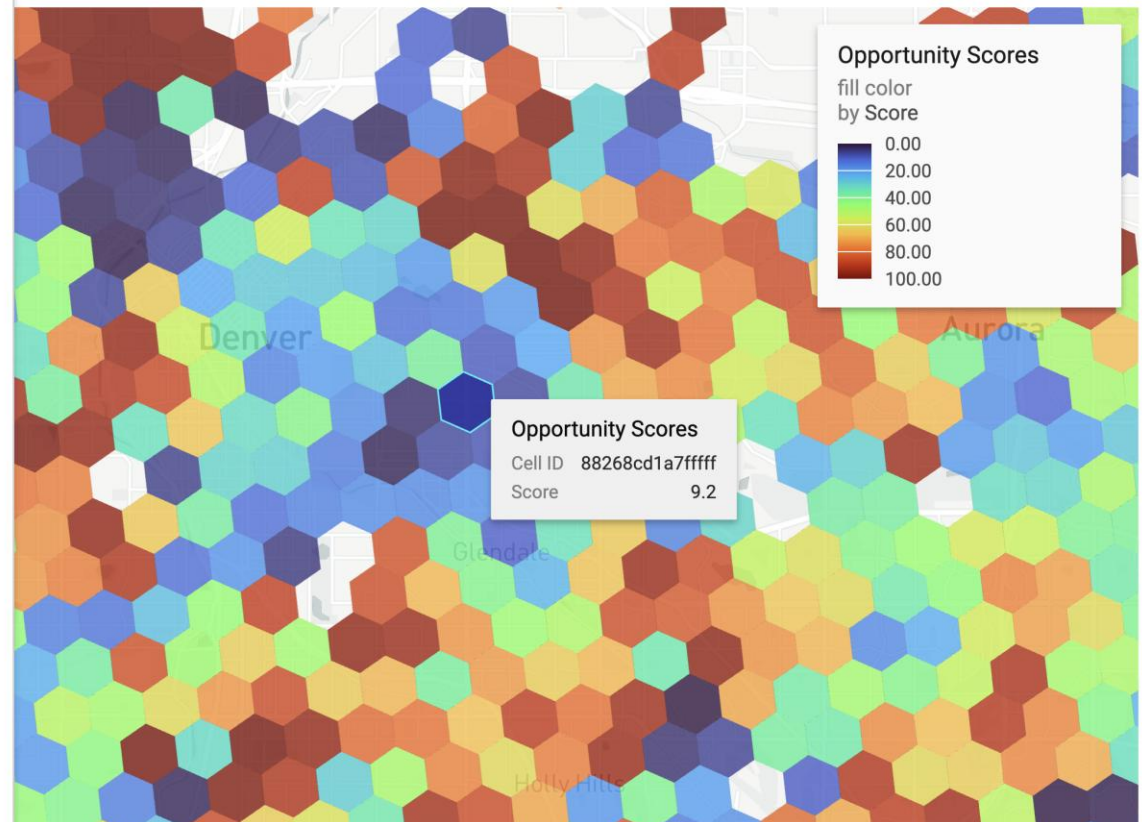 Opportunity Scores
fill color
by Score
0.00
20.00
40.00
60.00
80.00
100.00
Denver
Aurora
Opportunity Scores
Cell ID 88268cd1a7fffff
Score 9.2
Glendale
Holly Hills